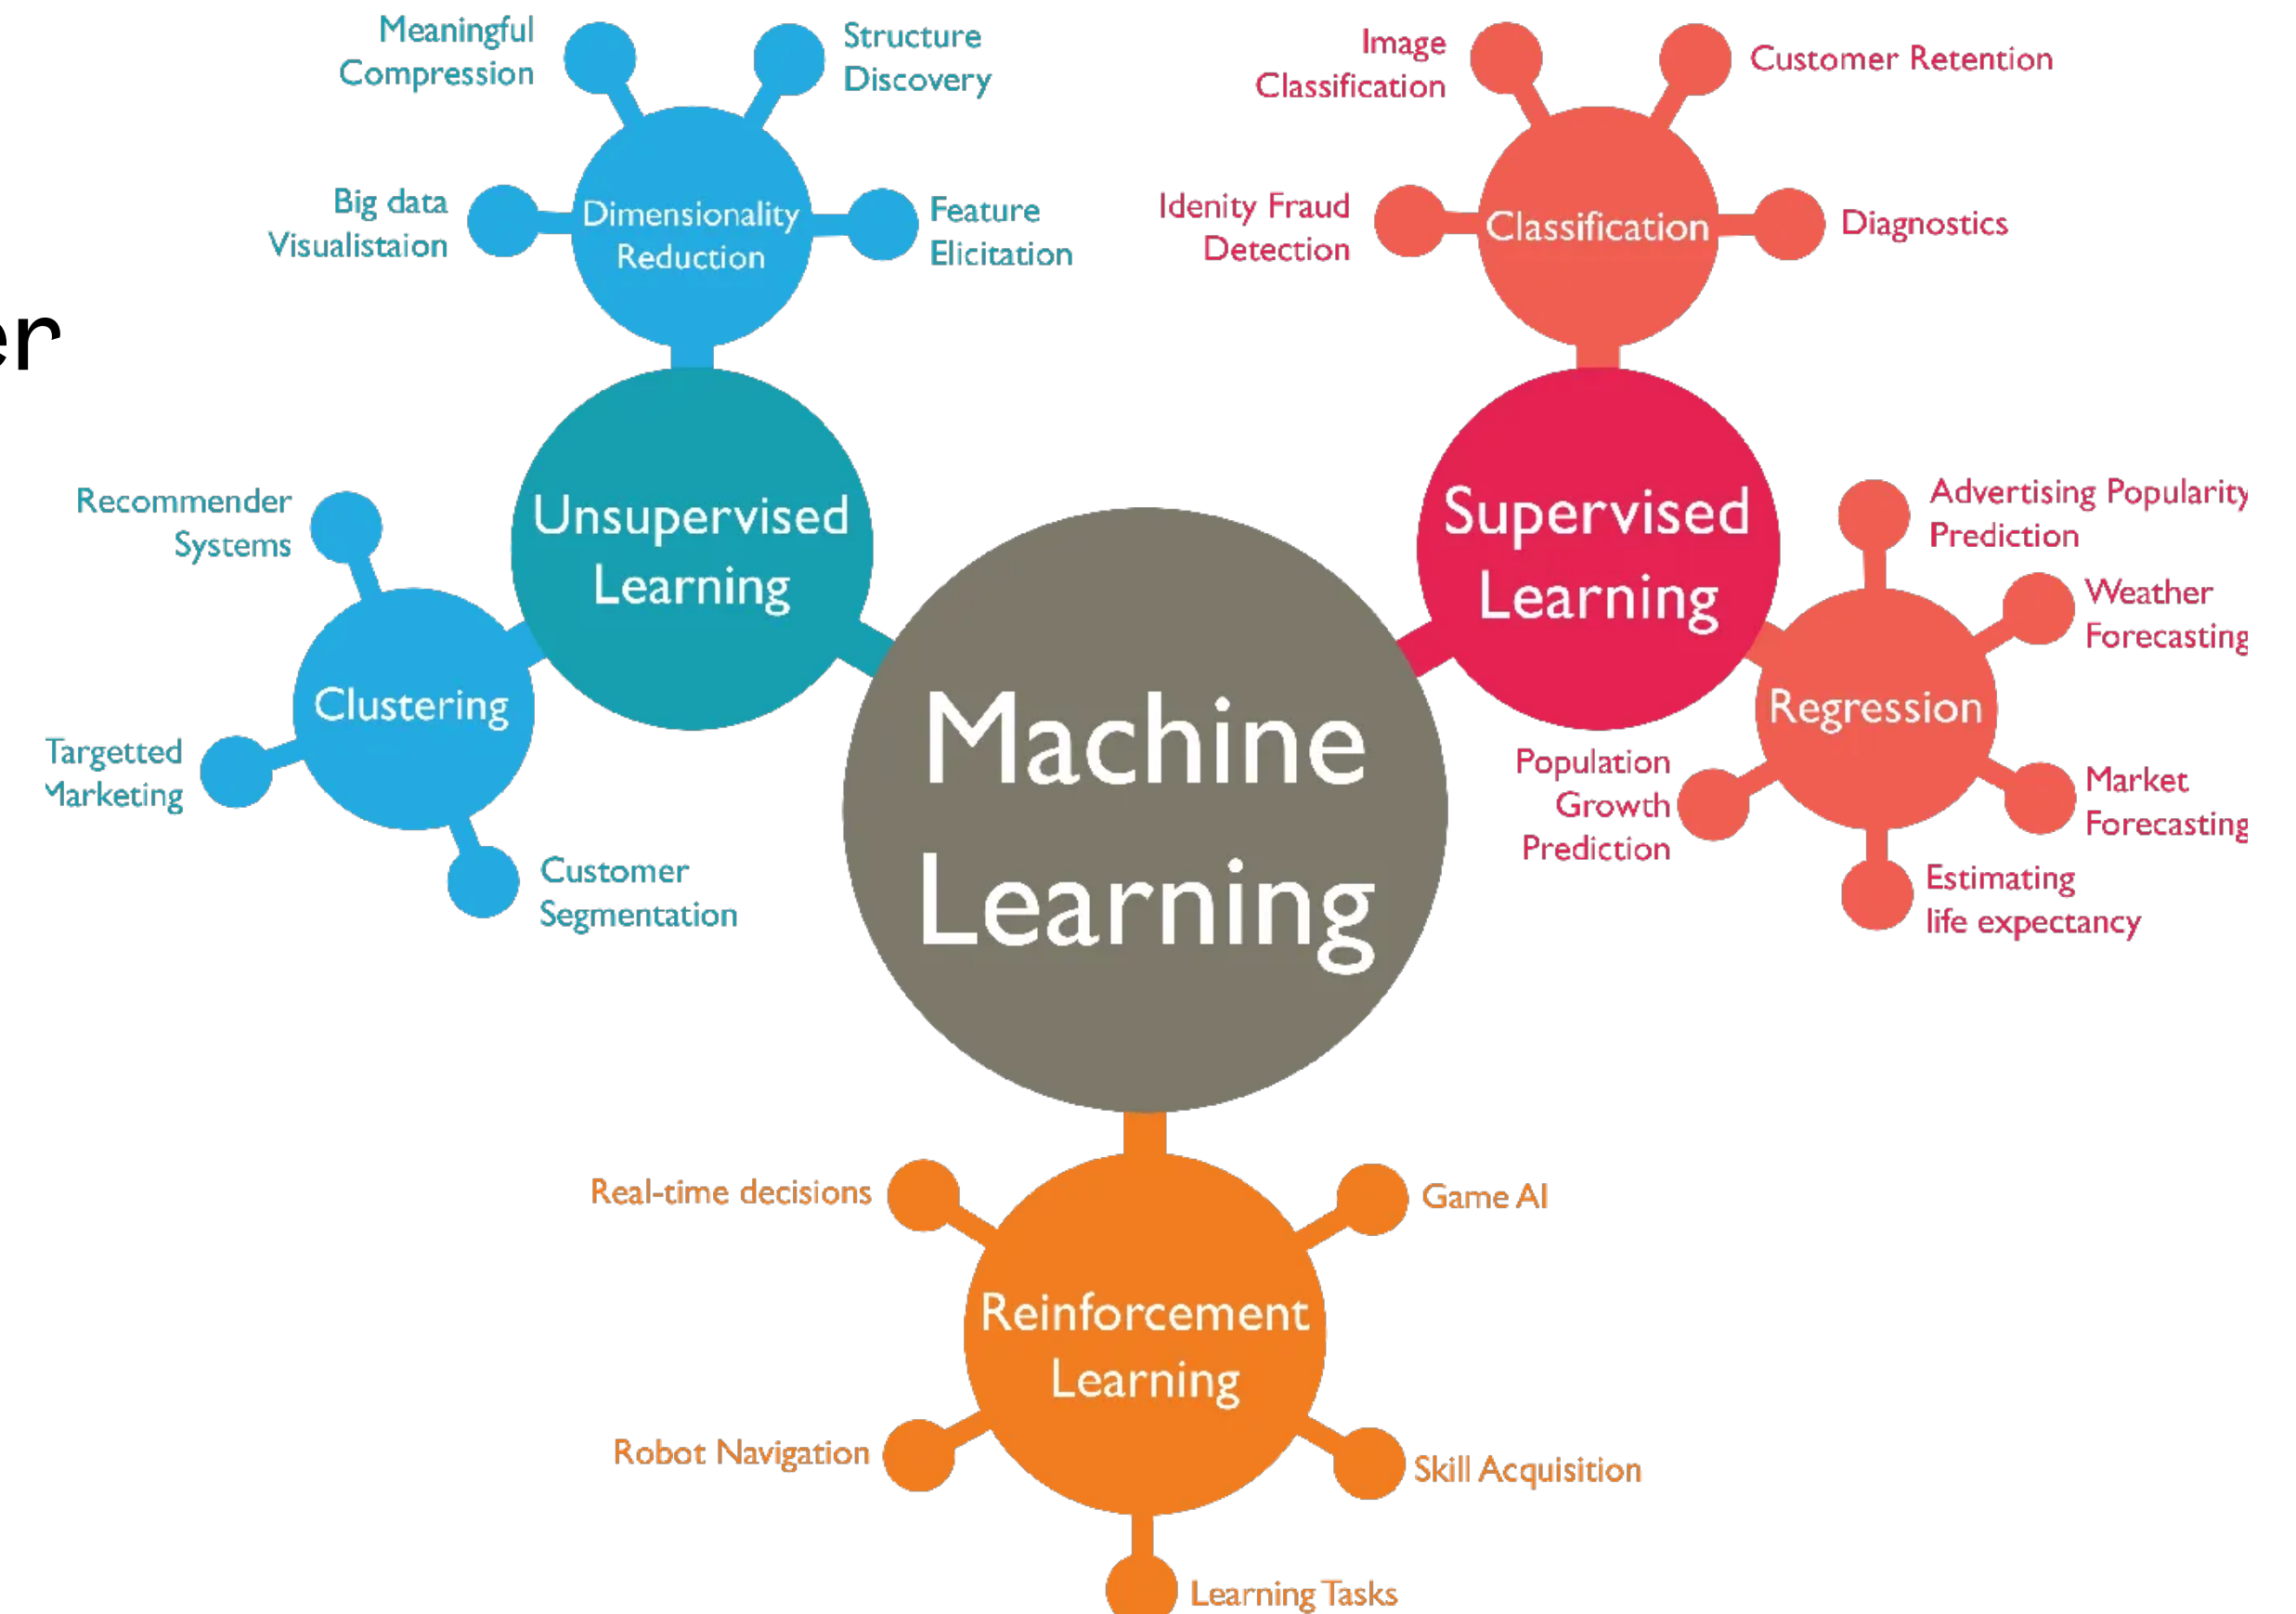 Meaningful
Compression
Structure
Discovery
Big data
Visualistaion
Dimensionality
Reduction
Feature
Elicitation
Image
Classification
Customer Retention
Idenity Fraud
Detection
Classification
Diagnostics
er
Unsupervised
Learning
Supervised
Learning
Recommender
Systems
Clustering
Targetted
Marketing
Customer
Segmentation
Machine
Learning
Advertising Popularity
Prediction
Weather
Forecasting
Regression
Population
Growth
Prediction
Market
Forecasting
Estimating
life expectancy
Real-time decisions
Game AI
Reinforcement
Learning
Robot Navigation
Skill Acquisition
Learning Tasks